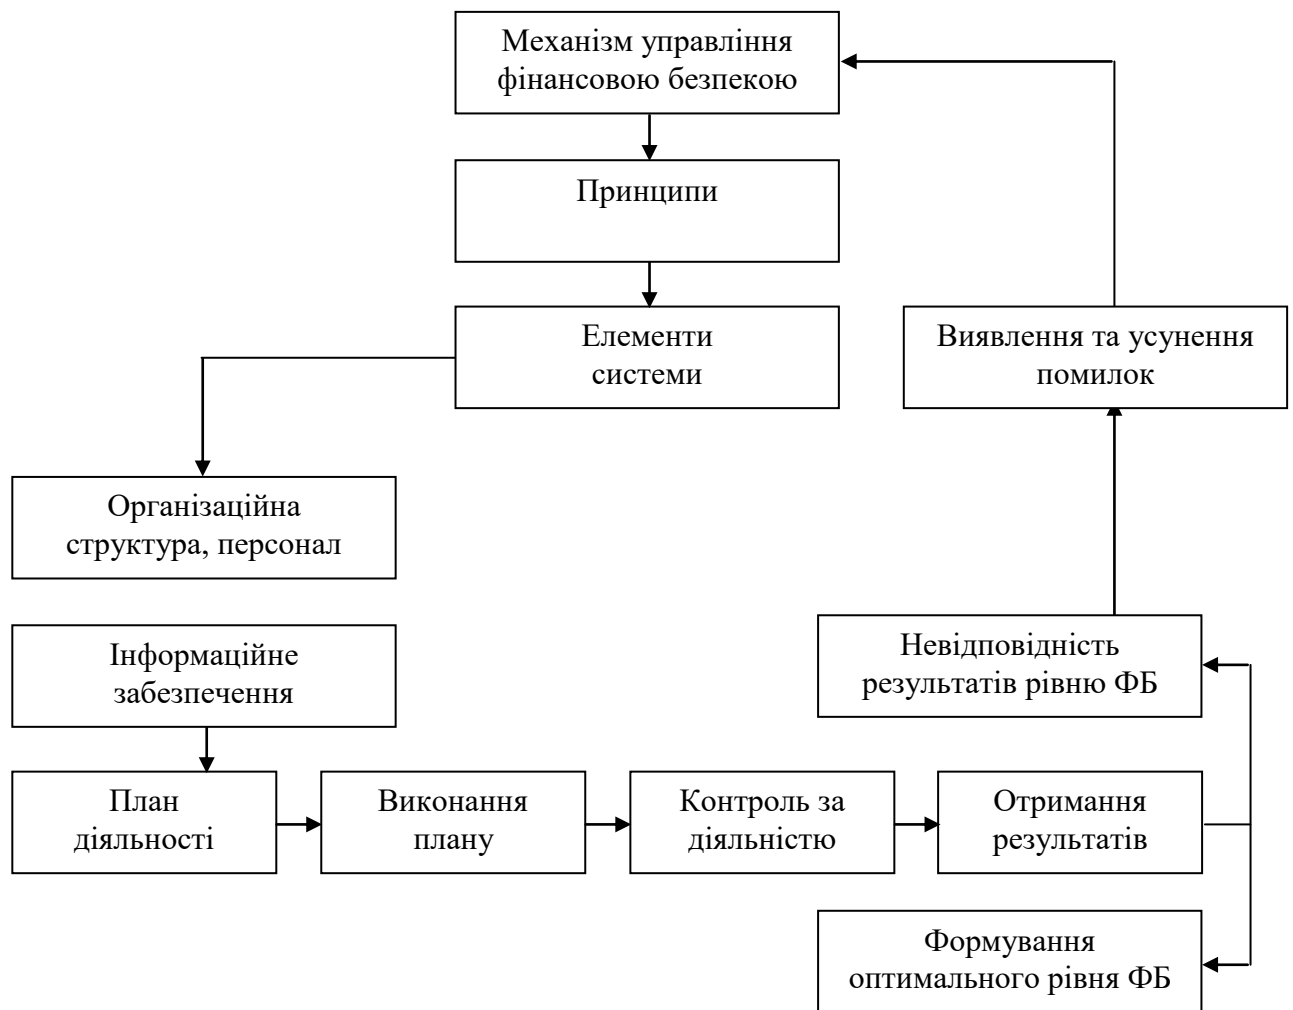 Механізм управління
фінансовою безпекою
Принципи
Елементи
системи
Виявлення та усунення
помилок
Організаційна
структура, персонал
Інформаційне
забезпечення
Невідповідність
результатів рівню ФБ
План
діяльності
Виконання
плану
Контроль за
діяльністю
Отримання
результатів
Формування
оптимального рівня ФБ